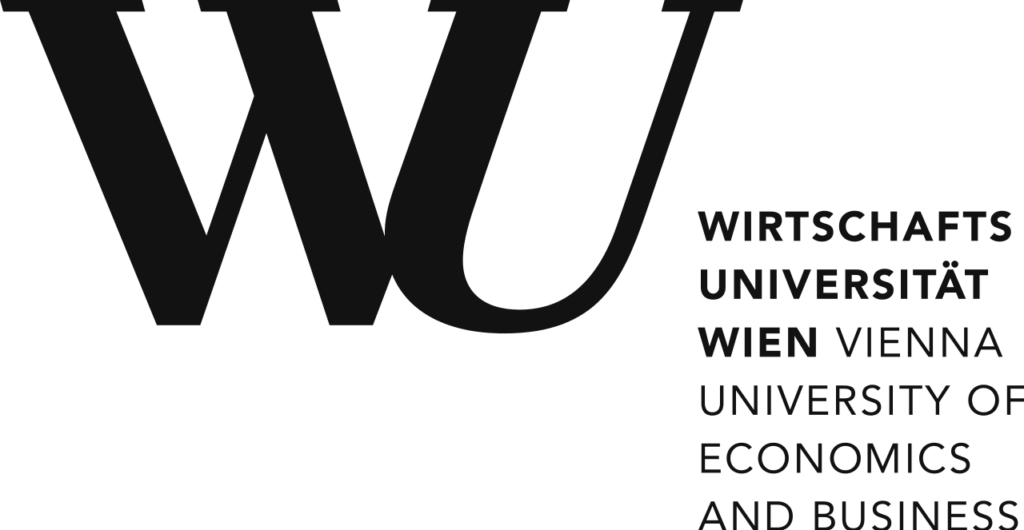 WU
WIRTSCHAFTS
UNIVERSITÄT
WIEN VIENNA
UNIVERSITY OF
ECONOMICS
AND BUSINESS